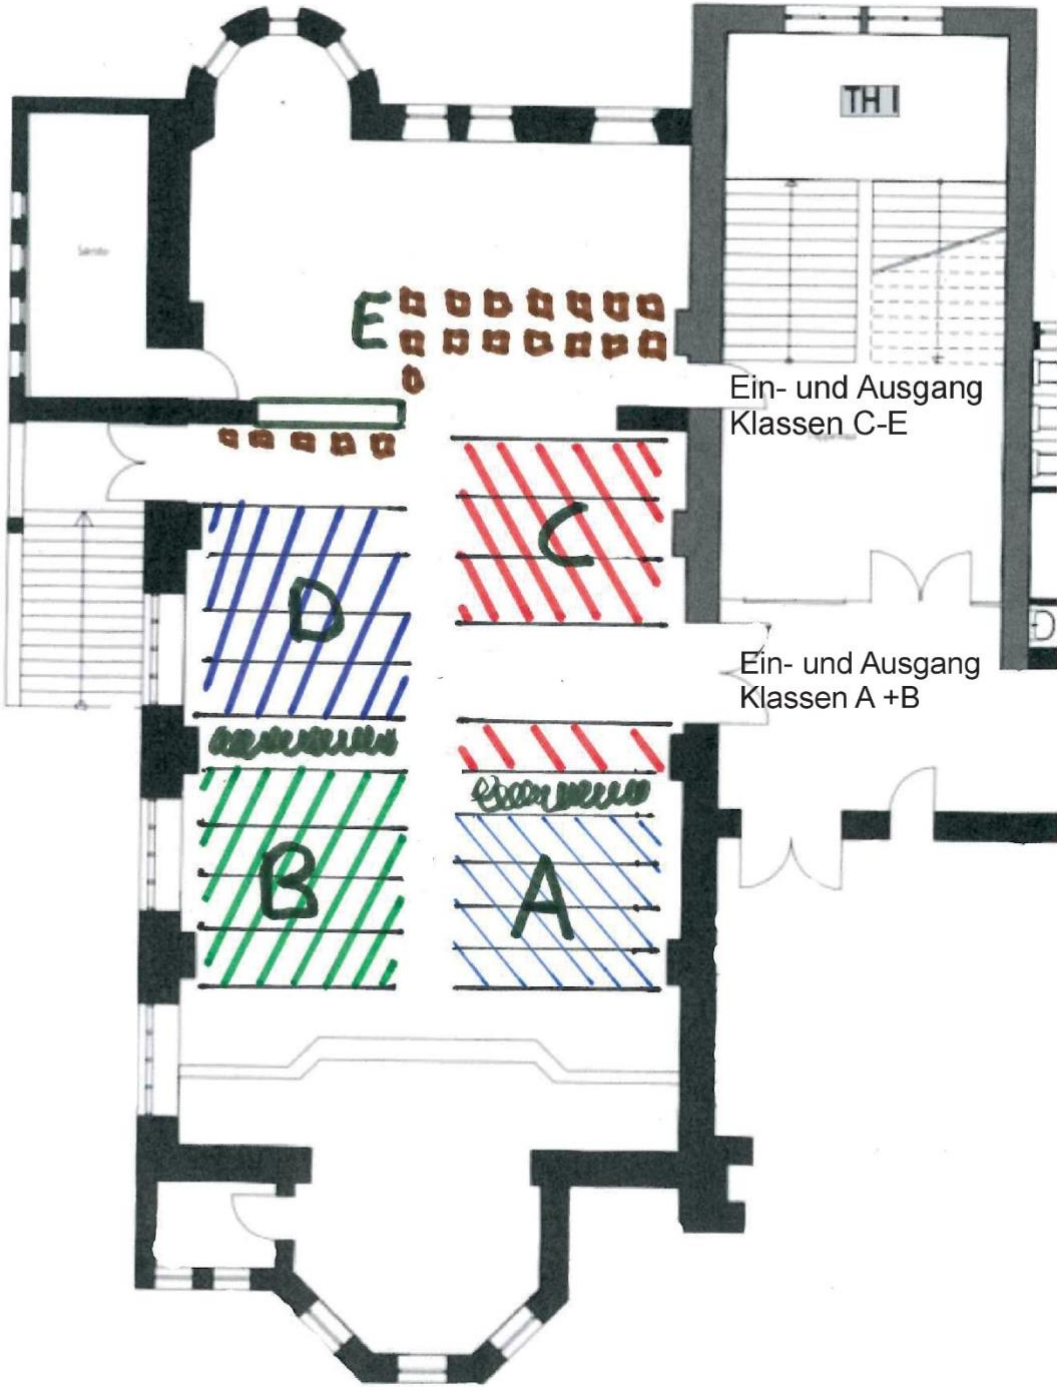 TH I
E
Ein- und Ausgang
Klassen C-E
C
D
D
Ein- und Ausgang
Klassen A +B
B
A